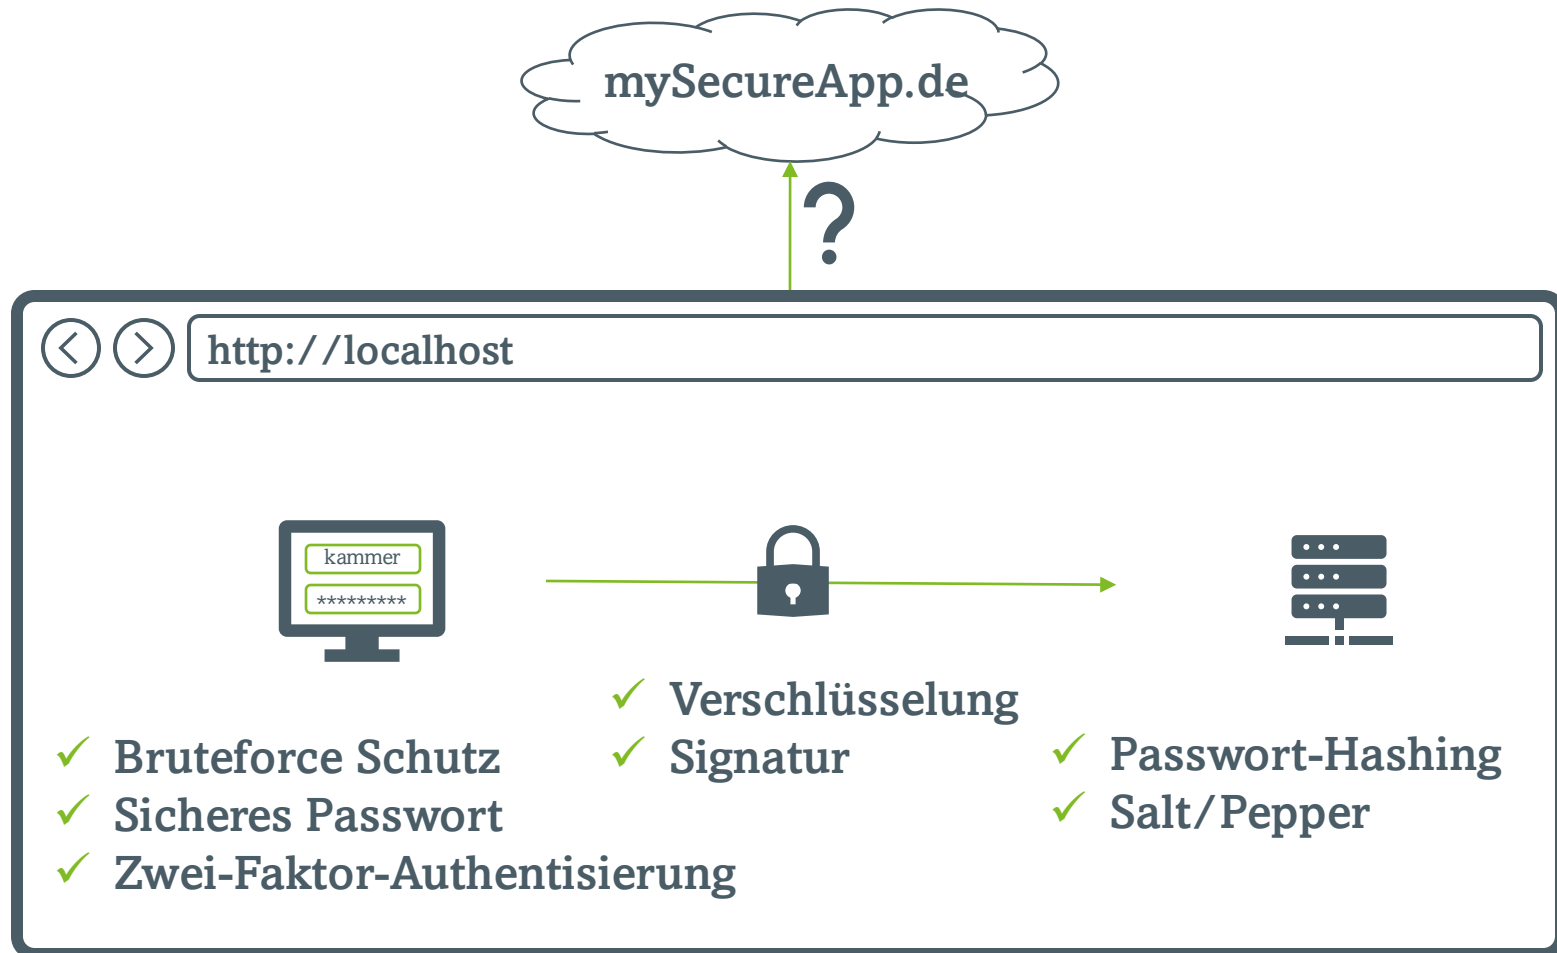 mySecureApp.de
?
http://localhost
kammer
*********
Verschlüsselung
Signatur
Bruteforce Schutz
Sicheres Passwort
Zwei-Faktor-Authentisierung
Passwort-Hashing
Salt/Pepper